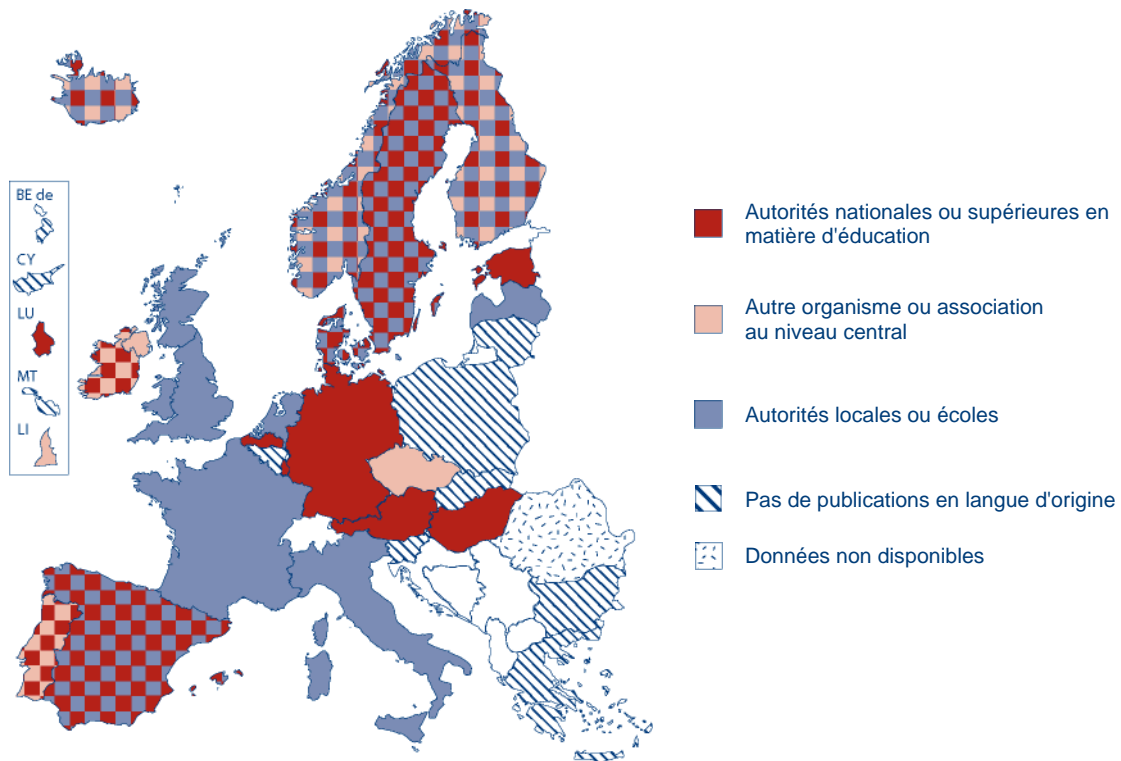 BE de
CY
LU
MT
LI
Autorités nationales ou supérieures en
matière d'éducation
Autre organisme ou association
au niveau central
Autorités locales ou écoles
Pas de publications en langue d'origine
Données non disponibles